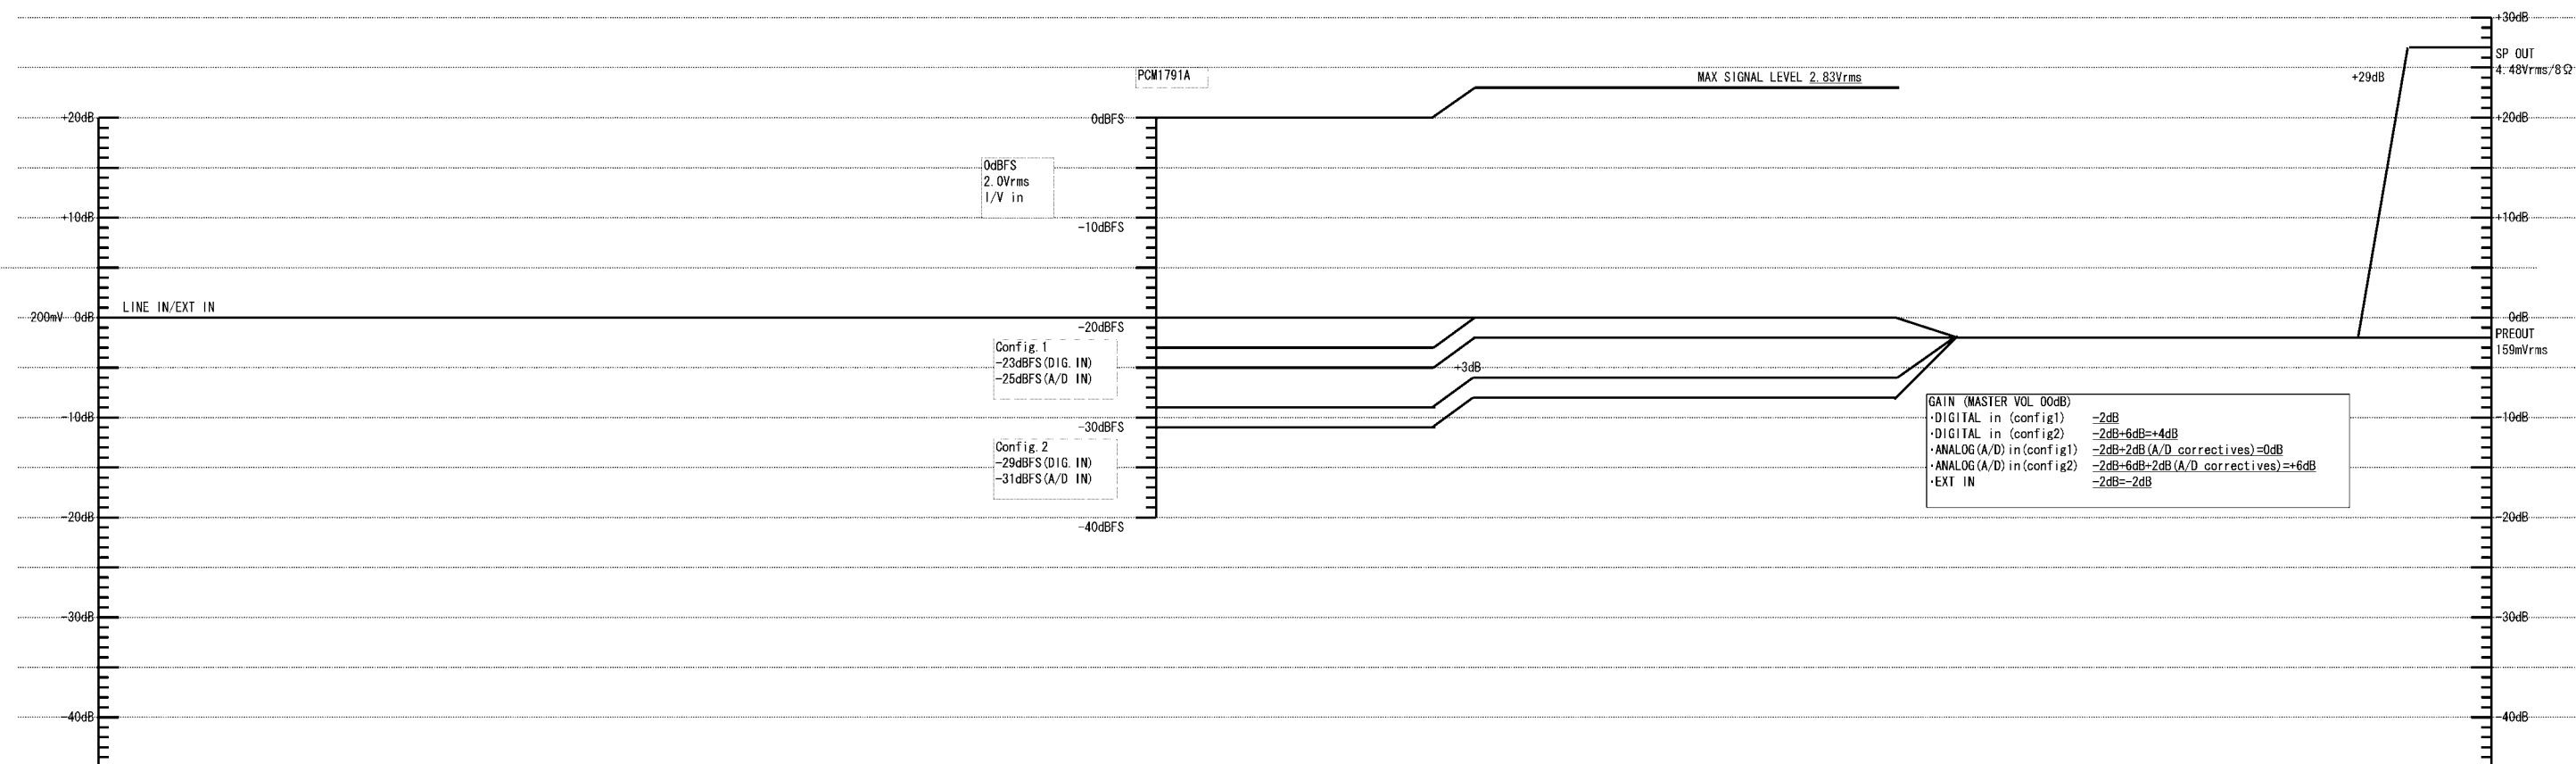 +30dB
SP OUT
4.48Vrms/8Ω
PCM1791A
MAX SIGNAL LEVEL 2.83Vrms
+29dB
+20dB
0dBFS
+20dB
0dBFS
2.0Vrms
I/V in
+10dB
-10dBFS
+10dB
LINE IN/EXT IN
200mV 0dB
-20dBFS
0dB
PREOUT
159mVrms
Config.1
-23dBFS(DIG.IN)
-25dBFS(A/D IN)
+3dB
-10dB
-30dBFS
-10dB
GAIN (MASTER VOL 00dB)
・DIGITAL in (config1) -2dB
・DIGITAL in (config2) -2dB+6dB=+4dB
・ANALOG(A/D)in(config1) -2dB+2dB(A/D correctives)=0dB
・ANALOG(A/D)in(config2) -2dB+6dB+2dB(A/D correctives)=+6dB
・EXT IN -2dB=-2dB
Config.2
-29dBFS(DIG.IN)
-31dBFS(A/D IN)
-20dB
-40dBFS
-20dB
-30dB
-30dB
-40dB
-40dB